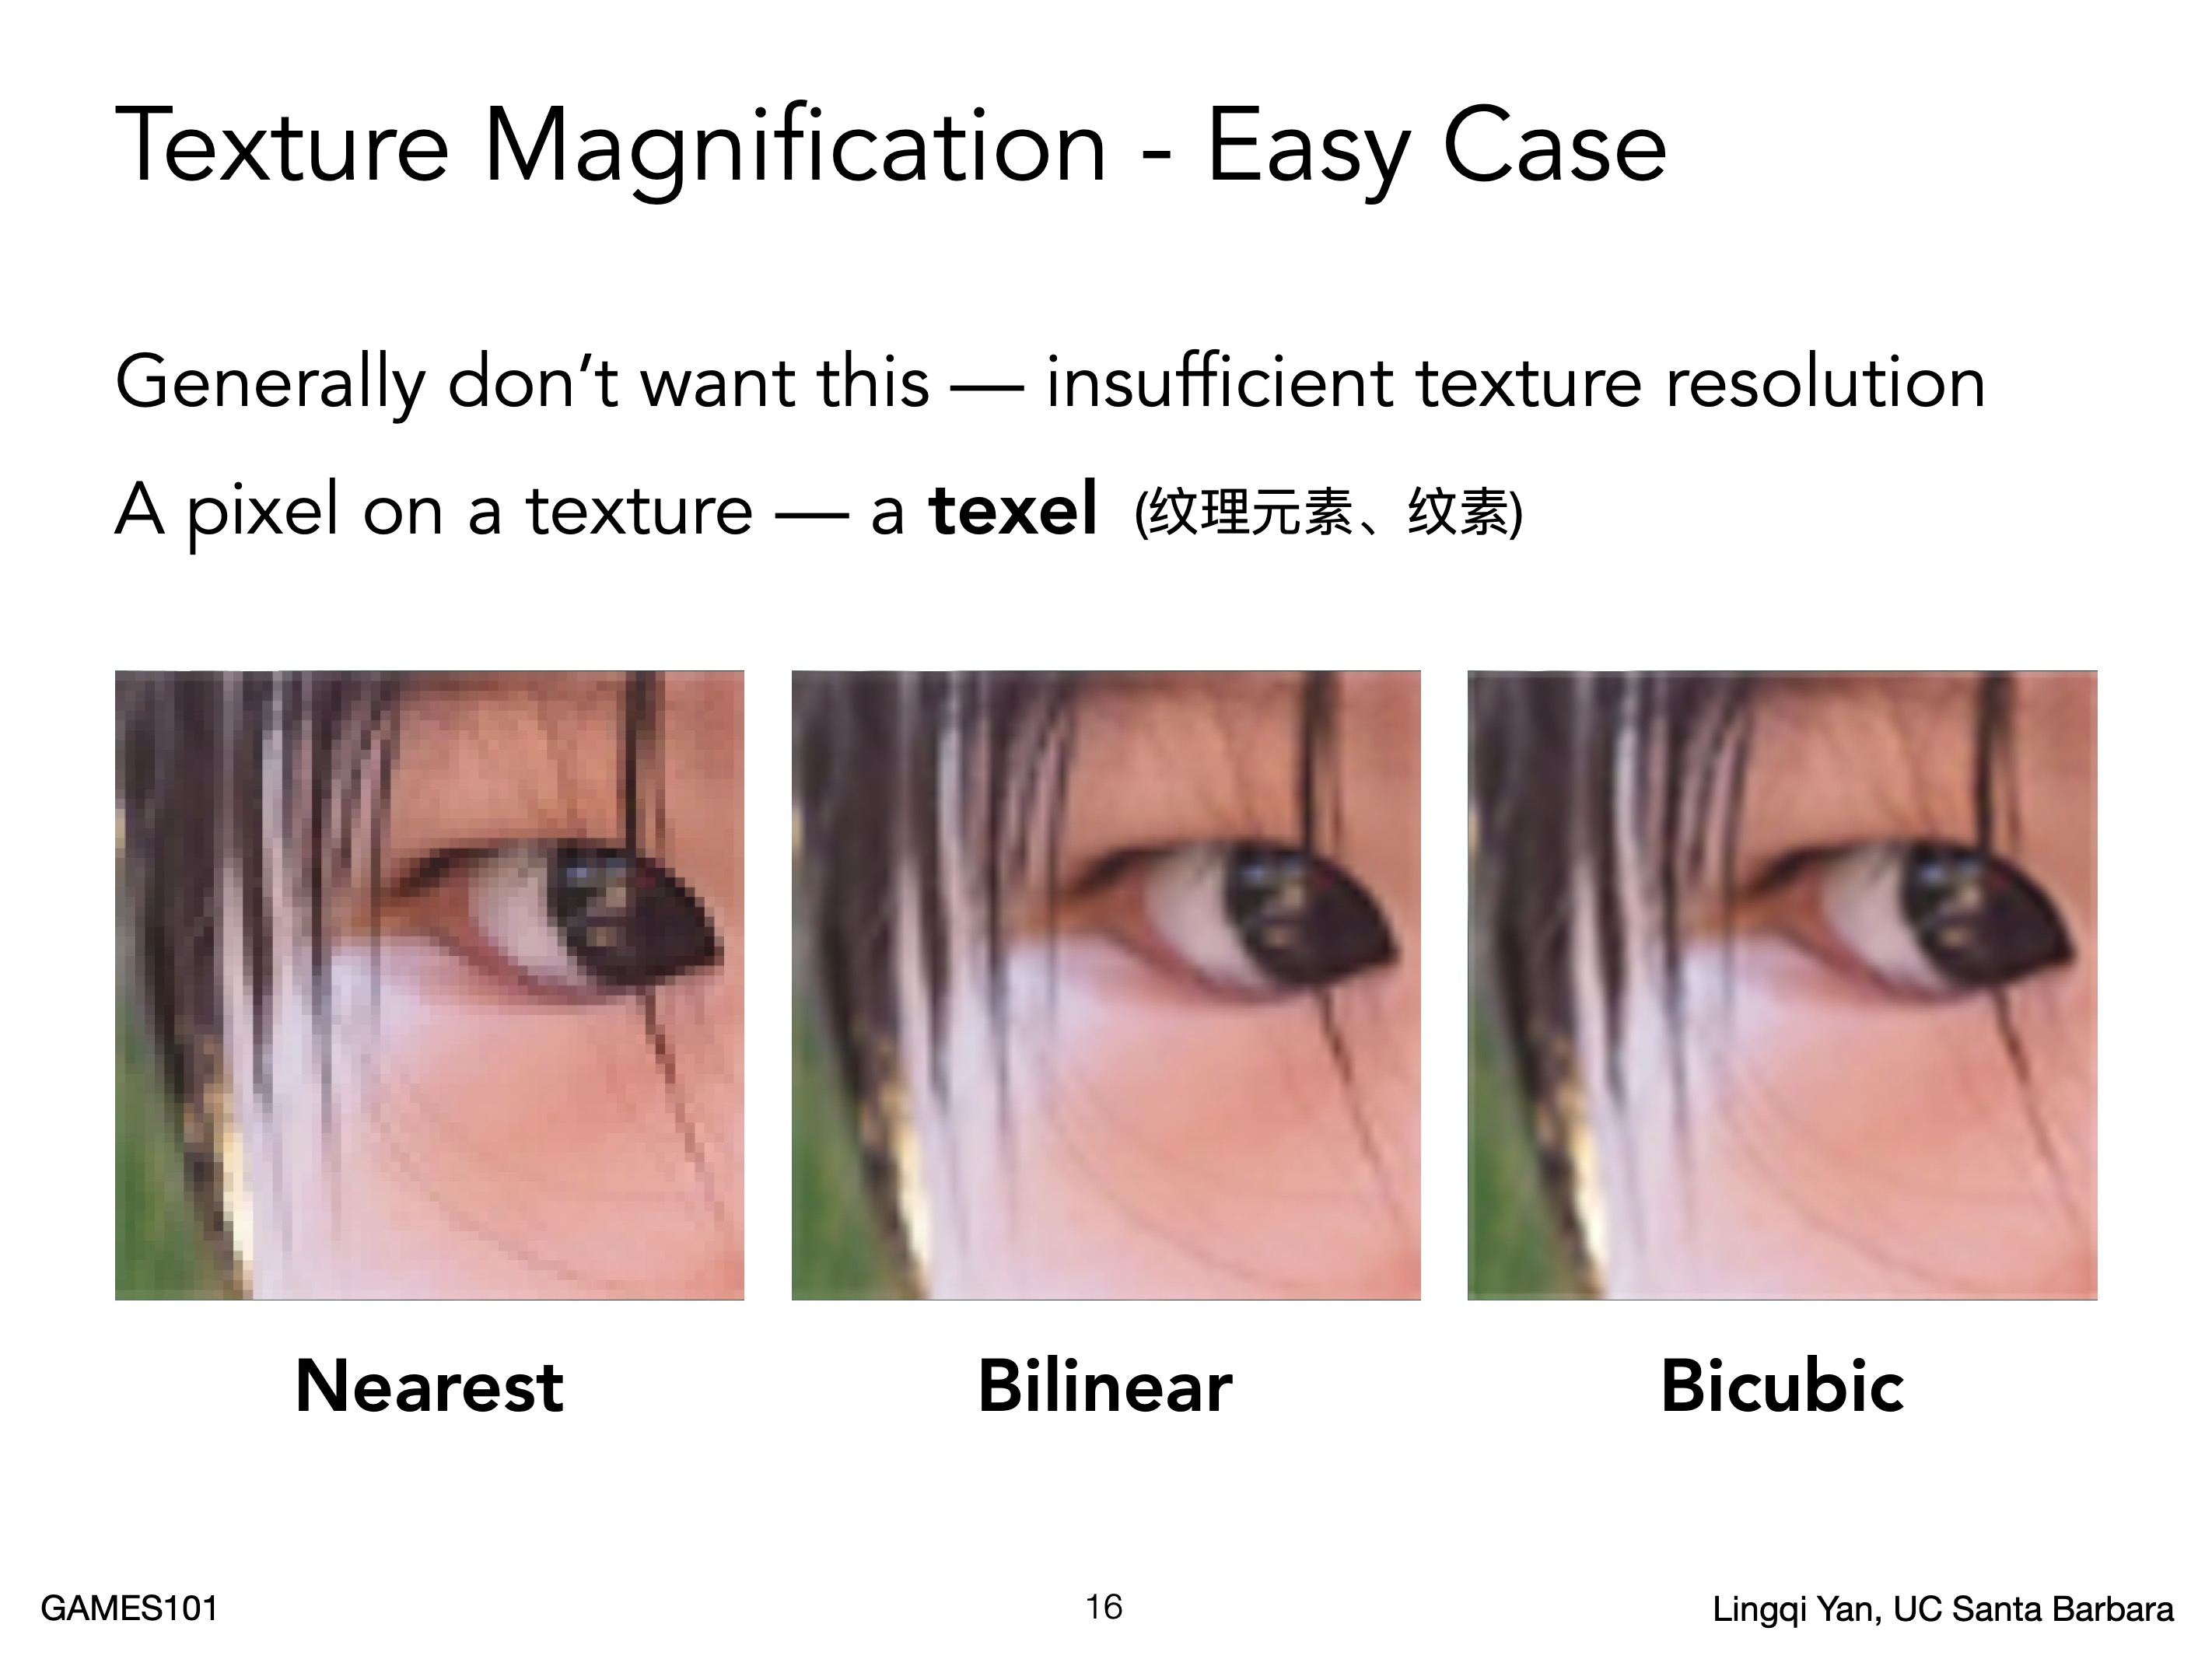 Texture Magnification - Easy Case
Generally don‘t want this — insufficient texture resolution
A pixel on a texture — a texel (纹理元素、纹素)
Nearest
Bilinear
Bicubic
GAMES101
16
Lingqi Yan, UC Santa Barbara